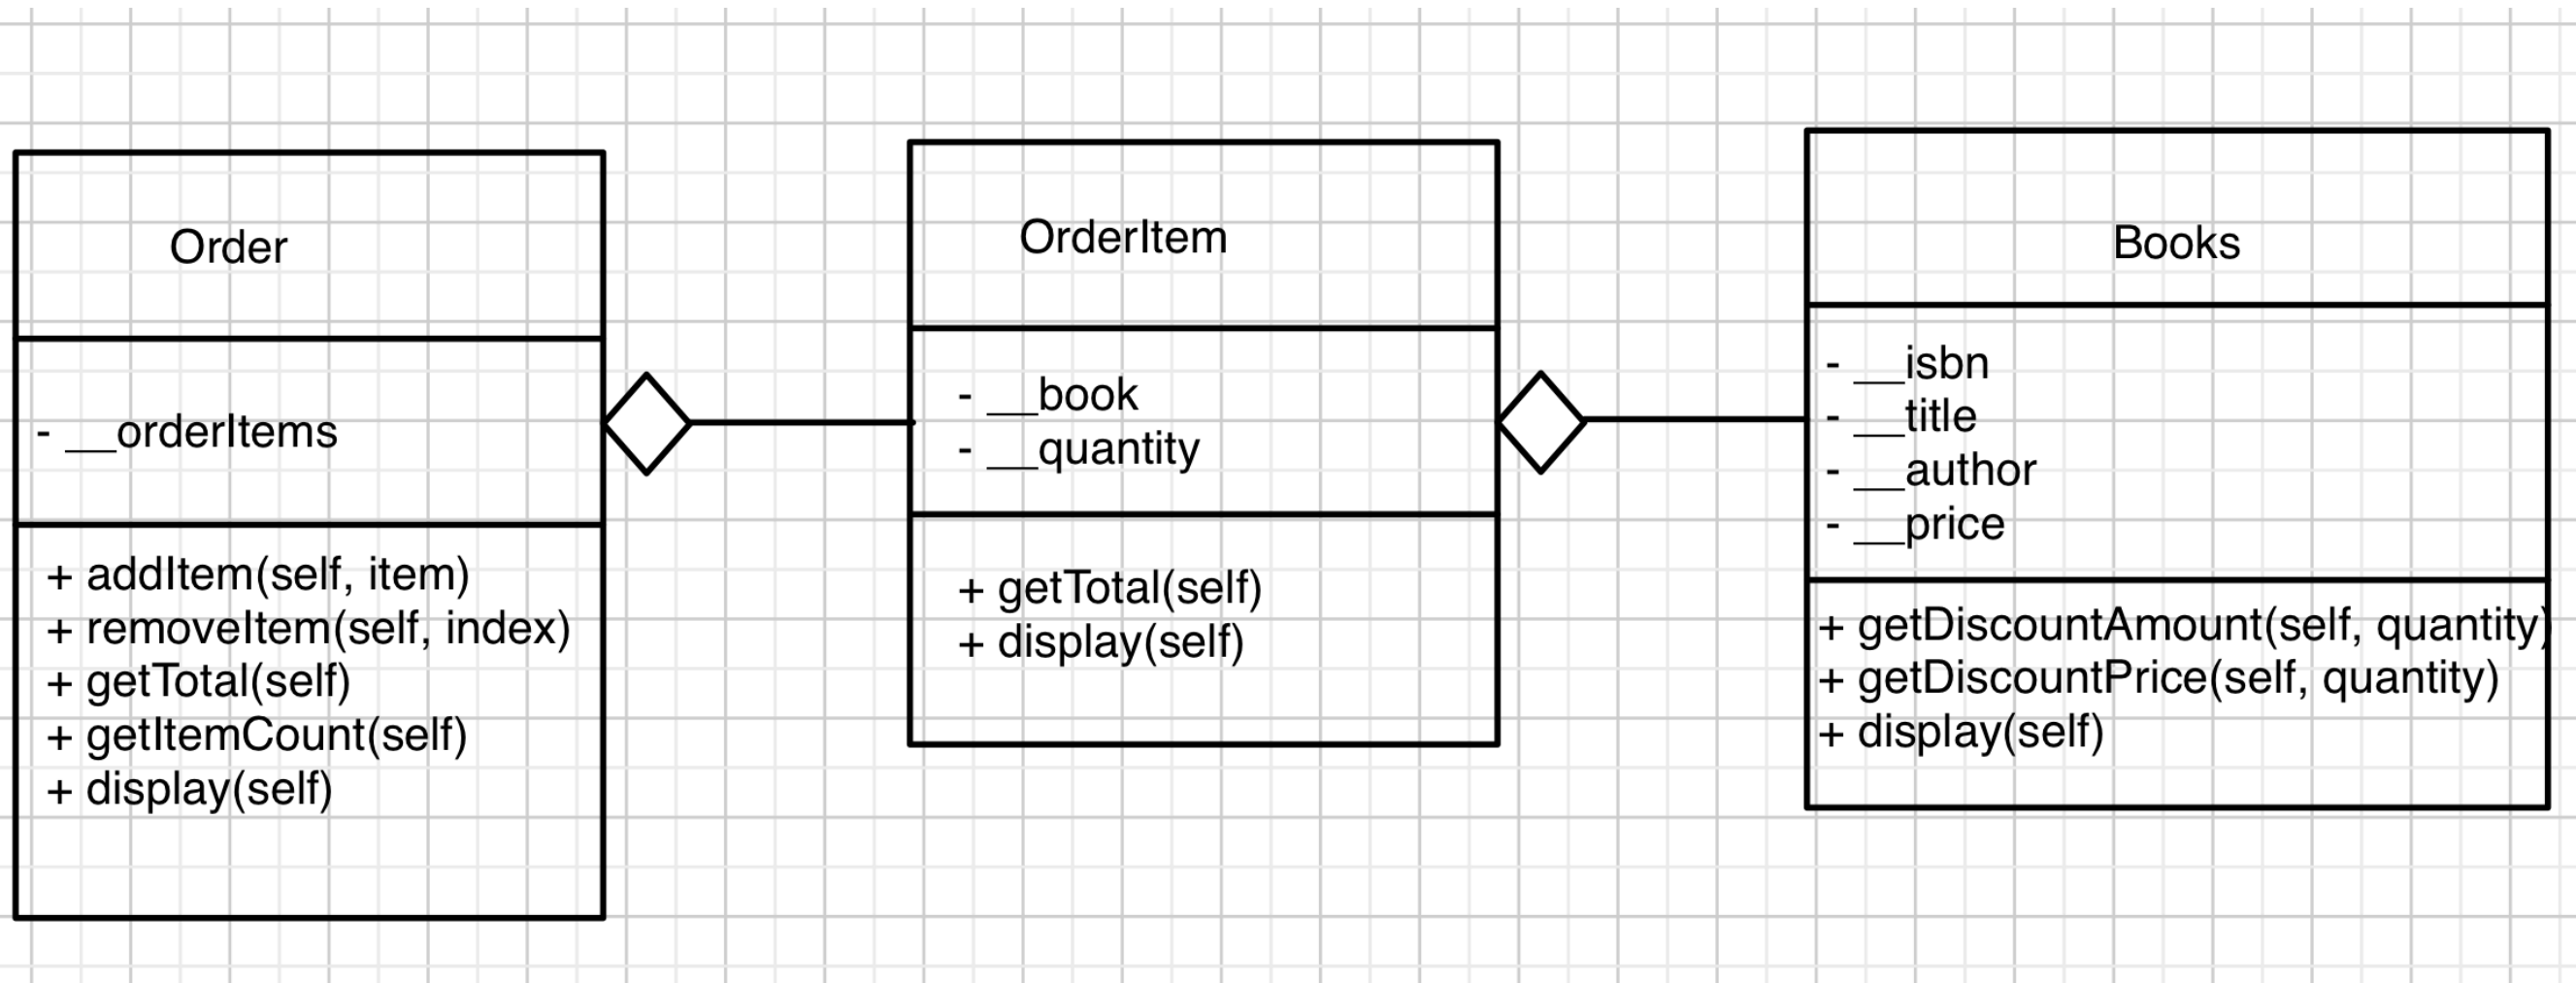 Order
- __orderItems
+ addItem(self, item)
+ removeItem(self, index)
+ getTotal(self)
+ getItemCount(self)
+ display(self)
OrderItem
- __book
- __quantity
+ getTotal(self)
+ display(self)
Books
- __isbn
- __title
- __author
- __price
+ getDiscountAmount(self, quantity)
+ getDiscountPrice(self, quantity)
+ display(self)